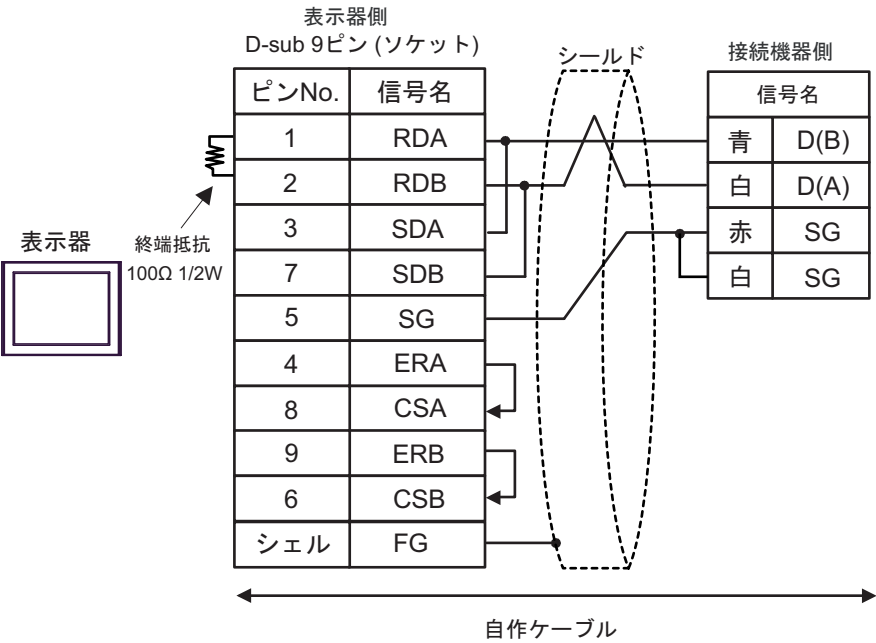 表示器側
D-sub 9ピン (ソケット)
シールド
接続機器側
ピンNo. 信号名
信号名
1 RDA
青 D(B)
2 RDB
白 D(A)
3 SDA
赤 SG
7 SDB
白 SG
5 SG
4 ERA
8 CSA
9 ERB
6 CSB
シェル FG
表示器
終端抵抗
100Ω 1/2W
自作ケーブル